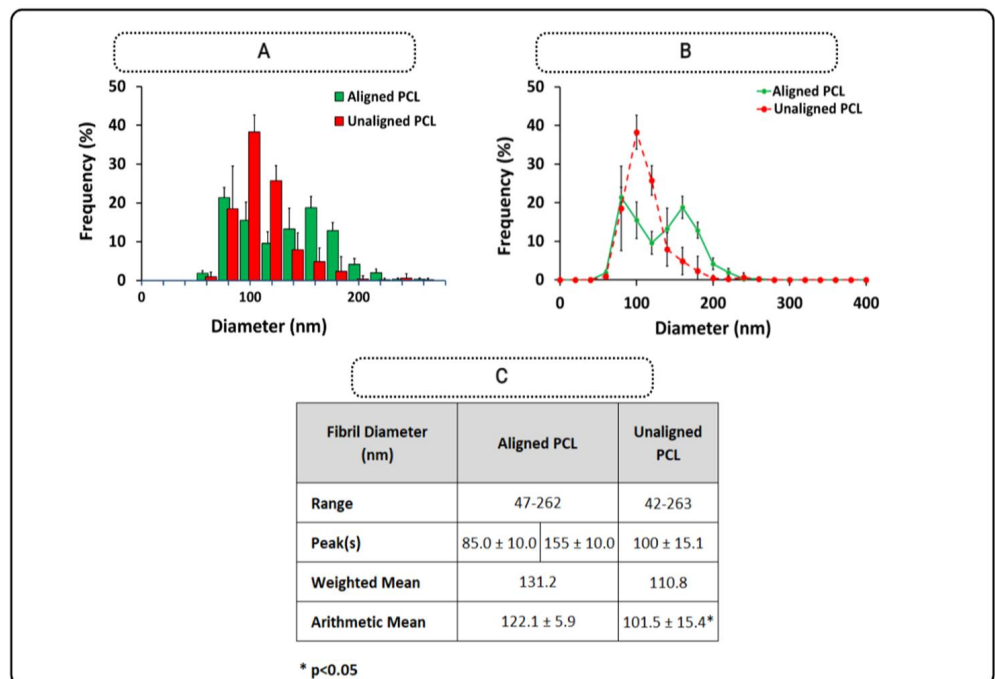 A
B
50
40
30
20
10
0
Frequency (%)
Aligned PCL
Unaligned PCL
0
100
200
Diameter (nm)
50
40
30
20
10
0
Frequency (%)
Aligned PCL
Unaligned PCL
0
100
200
300
400
Diameter (nm)
C
Fibril Diameter
(nm)
Aligned PCL
Unaligned
PCL
Range
47-262
42-263
Peak(s)
85.0 ± 10.0
155 ± 10.0
100 ± 15.1
Weighted Mean
131.2
110.8
Arithmetic Mean
122.1 ± 5.9
101.5 ± 15.4*
* p<0.05